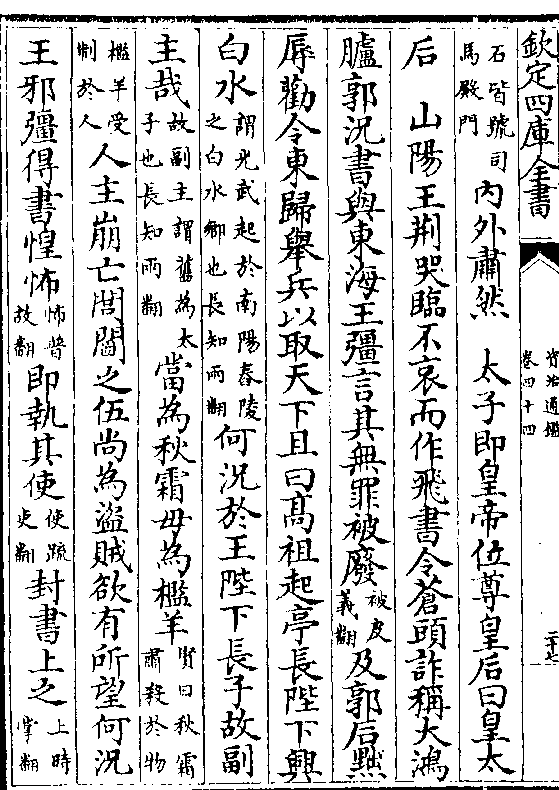 欽定四庫全書
資治通鑑
卷四十四
二十七
石皆號司
馬殿門
內外肅然　太子即皇帝位尊皇后曰皇太
后　山陽王荆哭臨不哀而作飛書令蒼頭詐稱大鴻
臚郭況書與東海王彊言其無罪被廢
被皮
義翻
及郭后黜
辱勸令東歸舉兵以取天下且曰高祖起亭長陛下興
白水
謂光武起於南陽舂陵
之白水鄉也長知兩翻
何況於王陛下長子故副
主哉
故副主謂舊為太
子也長知兩翻
當為秋霜毋為檻羊
賢曰秋霜
肅殺於物
檻羊受
制於人
人主崩亡閭閻之伍尚為盜賊欲有所望何況
王邪彊得書惶怖
怖普
故翻
即執其使
使疏
吏翻
封書上之
上時
掌翻